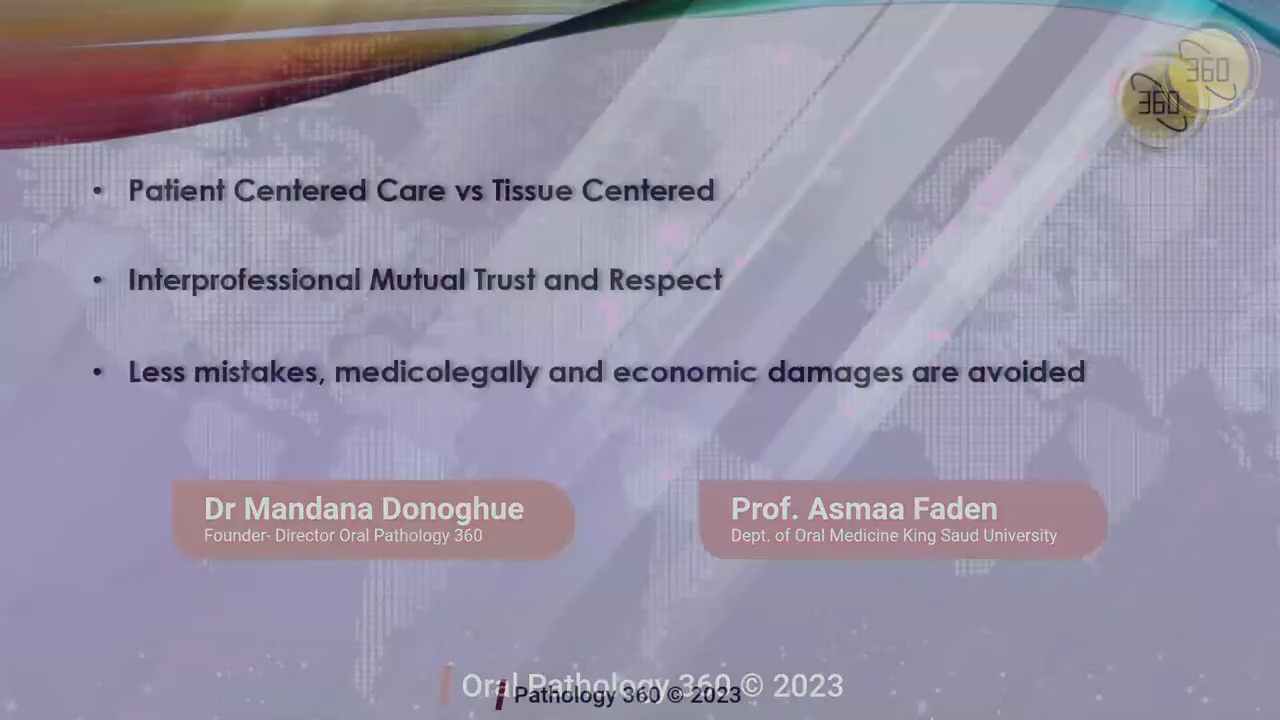 360
360
• Patient Centered Care vs Tissue Centered
• Interprofessional Mutual Trust and Respect
• Less mistakes, medicolegally and economic damages are avoided
Dr Mandana Donoghue
Founder- Director Oral Pathology 360
Prof. Asmaa Faden
Dept. of Oral Medicine King Saud University
Oral Pathology 360 © 2023
Pathology 360 © 2023